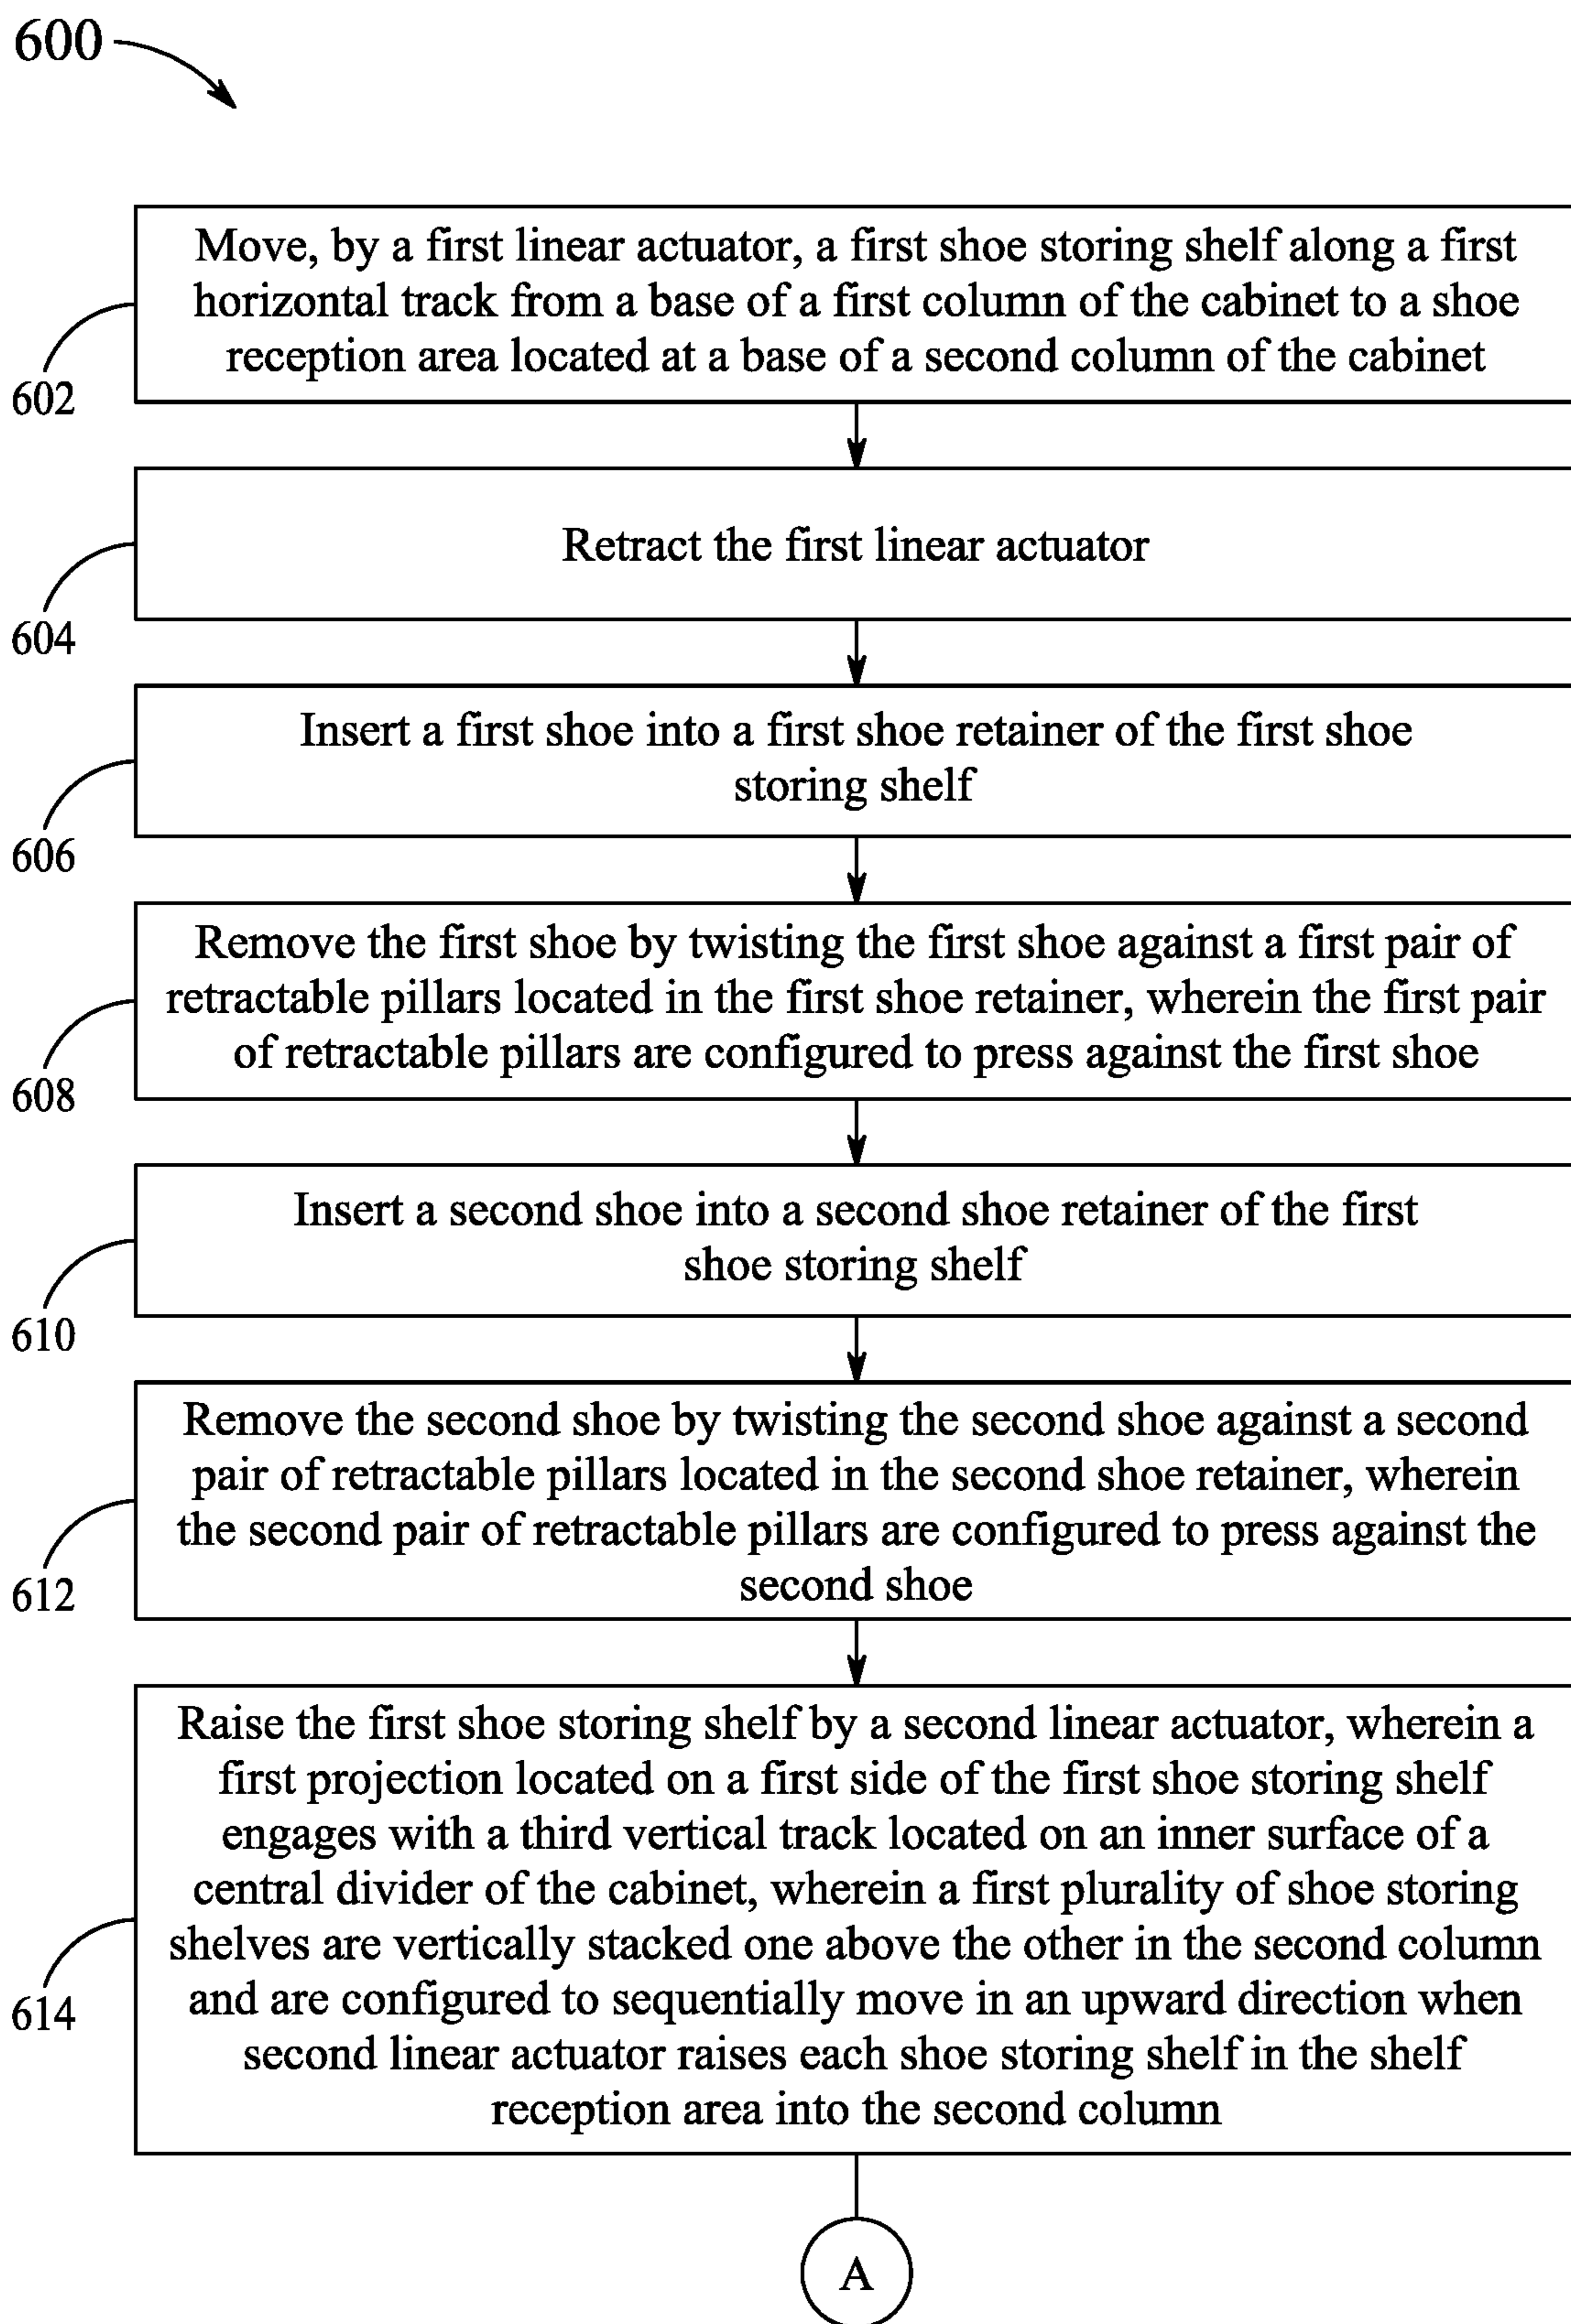 600
Move, by a first linear actuator, a first shoe storing shelf along a first
horizontal track from a base of a first column of the cabinet to a shoe
reception area located at a base of a second column of the cabinet
602
Retract the first linear actuator
604
Insert a first shoe into a first shoe retainer of the first shoe
storing shelf
606
Remove the first shoe by twisting the first shoe against a first pair of
retractable pillars located in the first shoe retainer, wherein the first pair
of retractable pillars are configured to press against the first shoe
608
Insert a second shoe into a second shoe retainer of the first
shoe storing shelf
610
Remove the second shoe by twisting the second shoe against a second
pair of retractable pillars located in the second shoe retainer, wherein
the second pair of retractable pillars are configured to press against the
second shoe
612
Raise the first shoe storing shelf by a second linear actuator, wherein a
first projection located on a first side of the first shoe storing shelf
engages with a third vertical track located on an inner surface of a
central divider of the cabinet, wherein a first plurality of shoe storing
shelves are vertically stacked one above the other in the second column
and are configured to sequentially move in an upward direction when
second linear actuator raises each shoe storing shelf in the shelf
reception area into the second column
614
A